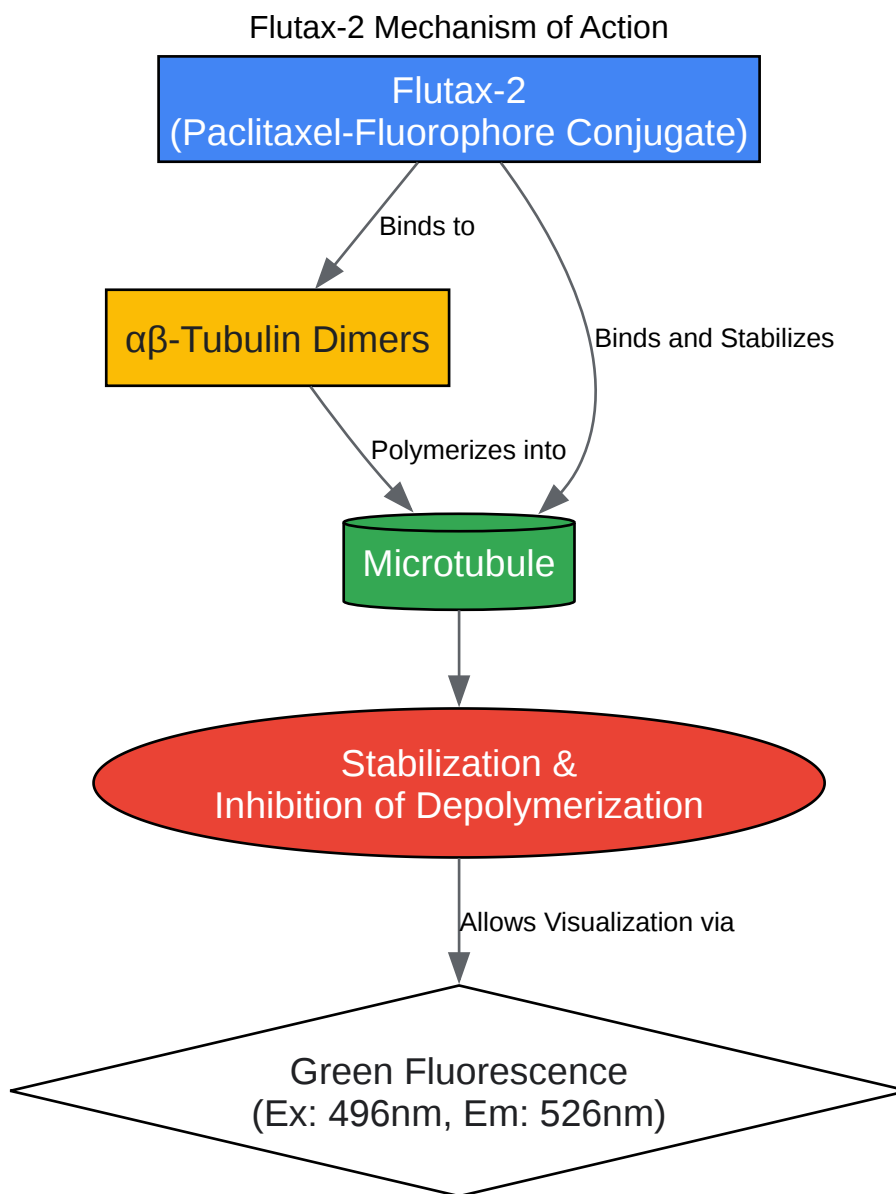 Flutax-2 Mechanism of Action
Flutax-2
(Paclitaxel-Fluorophore Conjugate)
Binds to
αβ-Tubulin Dimers
Binds and Stabilizes
Polymerizes into
Microtubule
Stabilization &
Inhibition of Depolymerization
Allows Visualization via
Green Fluorescence
(Ex: 496nm, Em: 526nm)